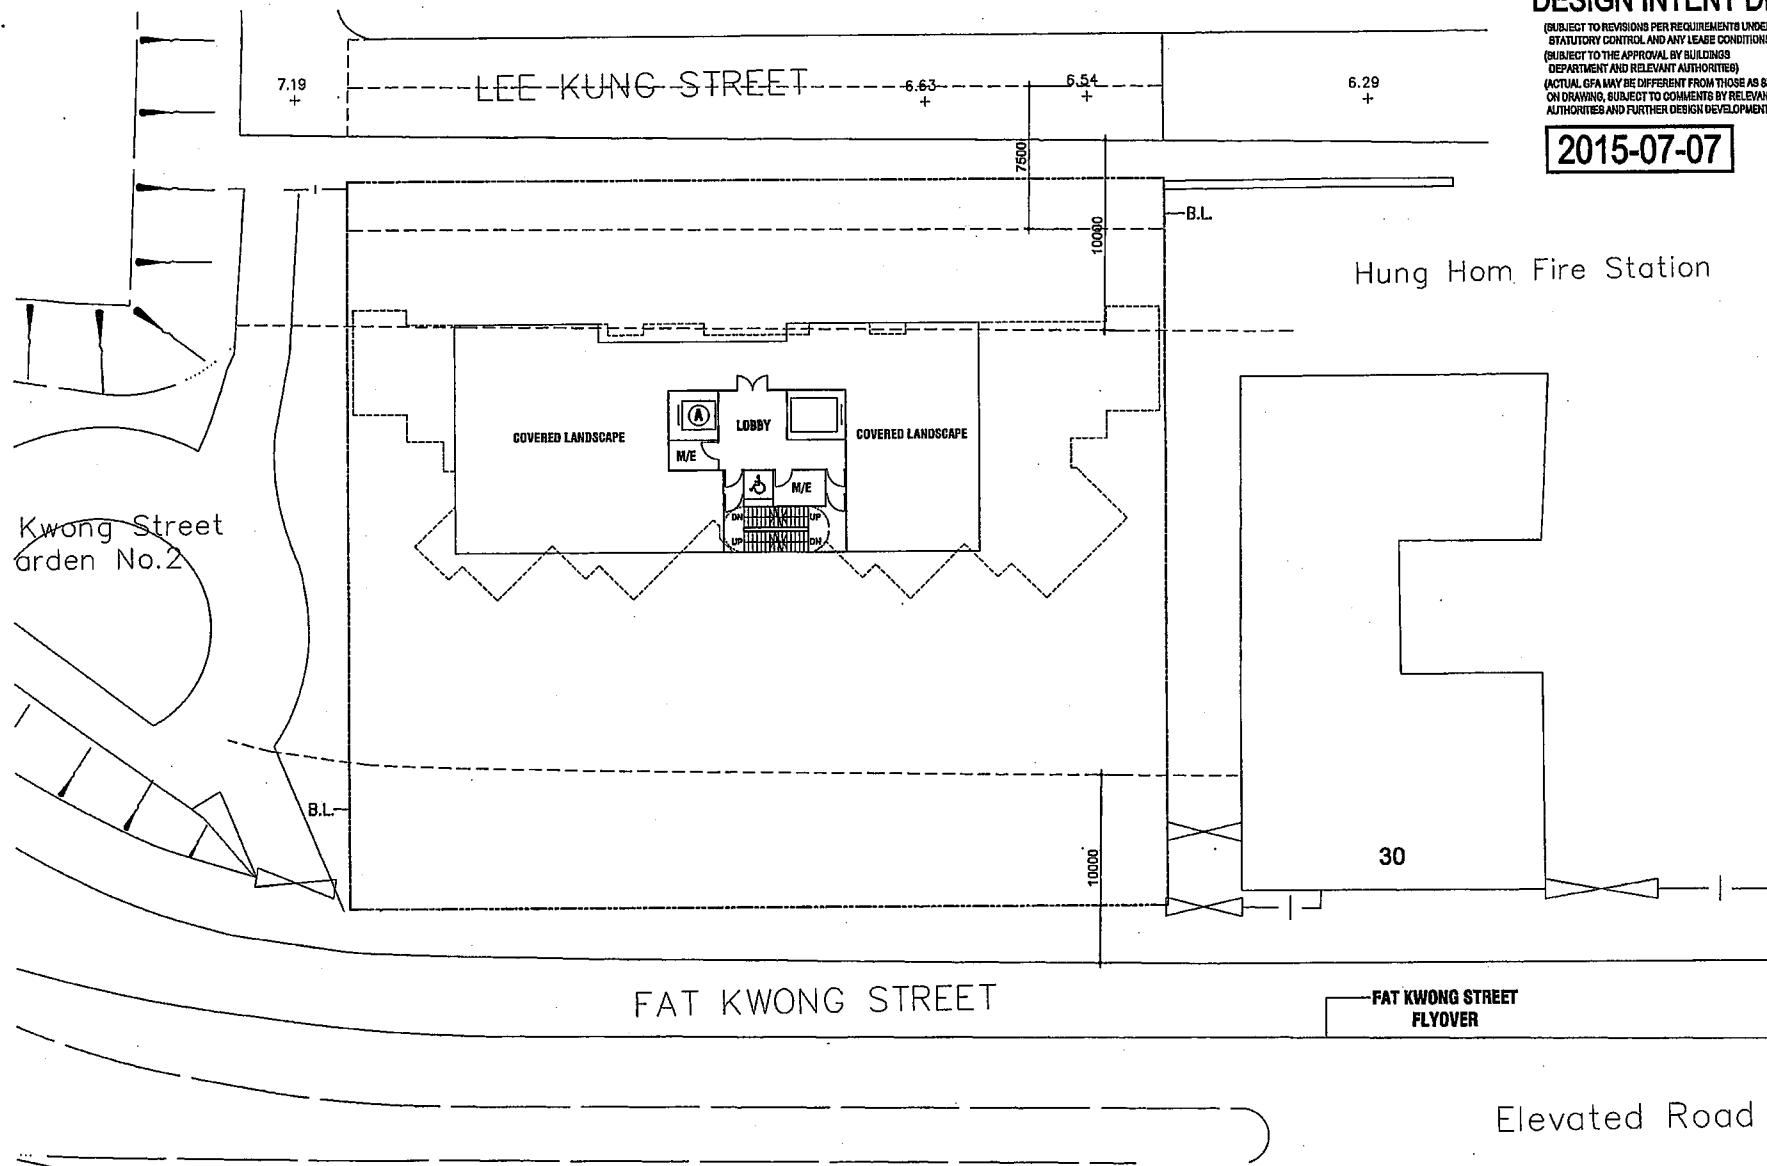 DESIGN INTENT
(SUBJECT TO REVISIONS PER REQUIREMENTS
STATUTORY CONTROL AND ANY LEASE CONDITIONS
(SUBJECT TO THE APPROVAL BY BUILDINGS
DEPARTMENT AND RELEVANT AUTHORITIES)
(ACTUAL GFA MAY BE DIFFERENT FROM THOSE AS
ON DRAWING, SUBJECT TO COMMENTS BY
AUTHORITIES AND FURTHER DESIGN DEVELOPMENT
2015-07-07
LEE KUNG STREET
7.19
6.63
6.54
6.29
7500
10000
B.L.
Hung Hom Fire Station
COVERED LANDSCAPE
A
LOBBY
COVERED LANDSCAPE
M/E
M/E
DN
UP
UP
DN
Kwong Street
arden No.2
B.L.
10000
30
FAT KWONG STREET
FAT KWONG STREET
FLYOVER
Elevated Road